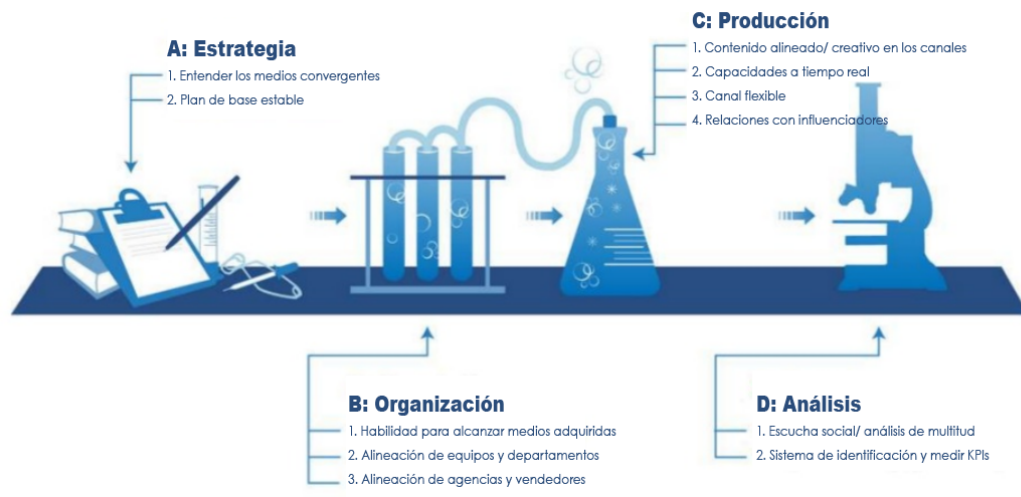 A: Estrategia
1. Entender los medios convergentes
2. Plan de base estable
C: Producción
1. Contenido alineado/ creativo en los canales
2. Capacidades a tiempo real
3. Canal flexible
4. Relaciones con influenciadores
B: Organización
1. Habilidad para alcanzar medios adquiridas
2. Alineación de equipos y departamentos
3. Alineación de agencias y vendedores
D: Análisis
1. Escucha social/ análisis de multitud
2. Sistema de identificación y medir KPIs